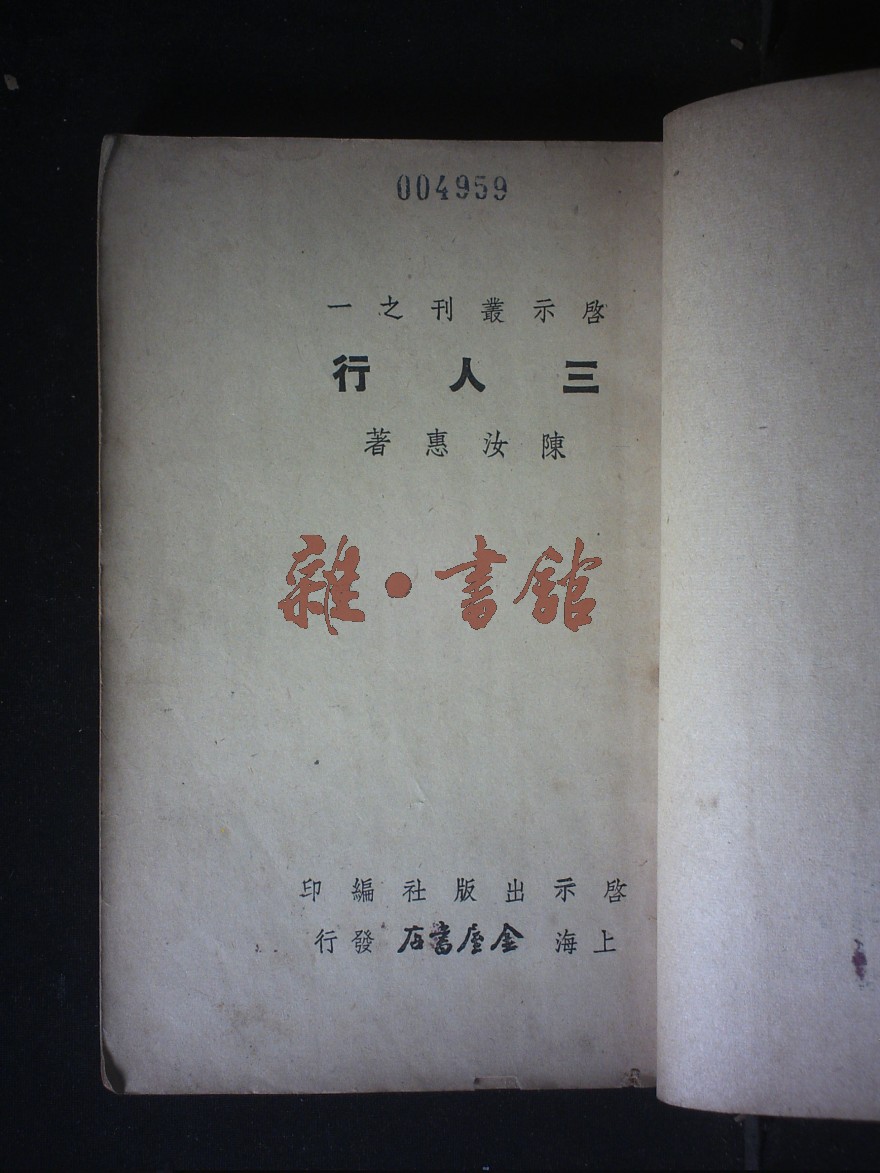 004959
啓示叢刊之一
三人行
陳汝惠著
雜·書館
啓示出版社編印
上海金屋書店發行